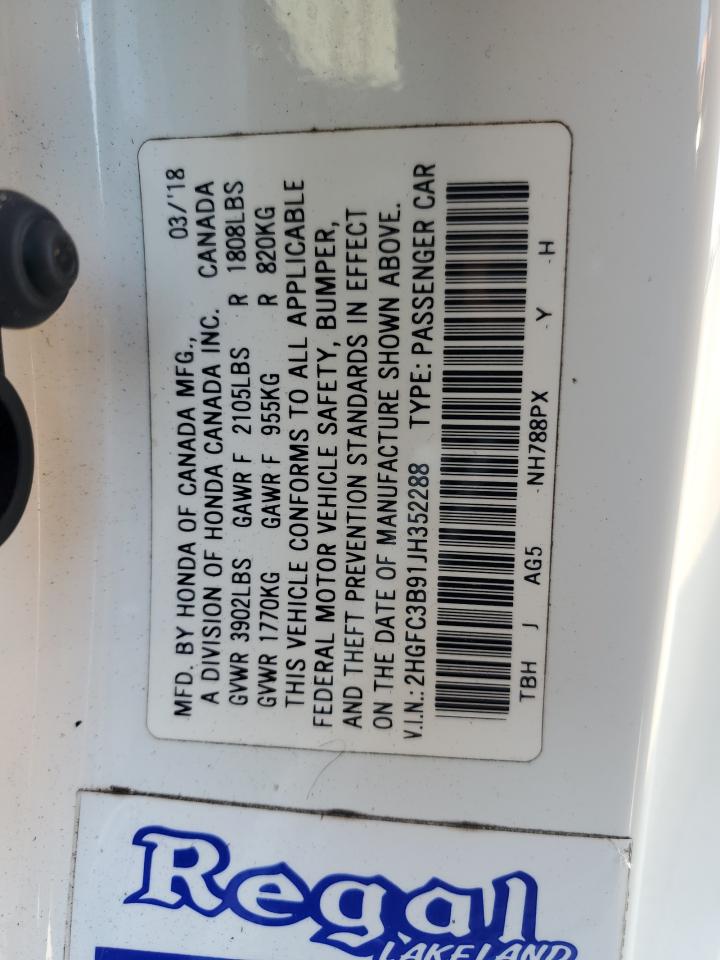 MFD. BY HONDA OF CANADA MFG., 03/'18
A DIVISION OF HONDA CANADA INC. CANADA
GVWR 3902LBS GAWR F 2105LBS R 1808LBS
GVWR 1770KG GAWR F 955KG R 820KG
THIS VEHICLE CONFORMS TO ALL APPLICABLE
FEDERAL MOTOR VEHICLE SAFETY, BUMPER,
AND THEFT PREVENTION STANDARDS IN EFFECT
ON THE DATE OF MANUFACTURE SHOWN ABOVE.
V.I.N.: 2HGFC3B91JH352288 TYPE: PASSENGER CAR
TBH J AG5 -NH788PX -Y -H
Regal
LAKELAND